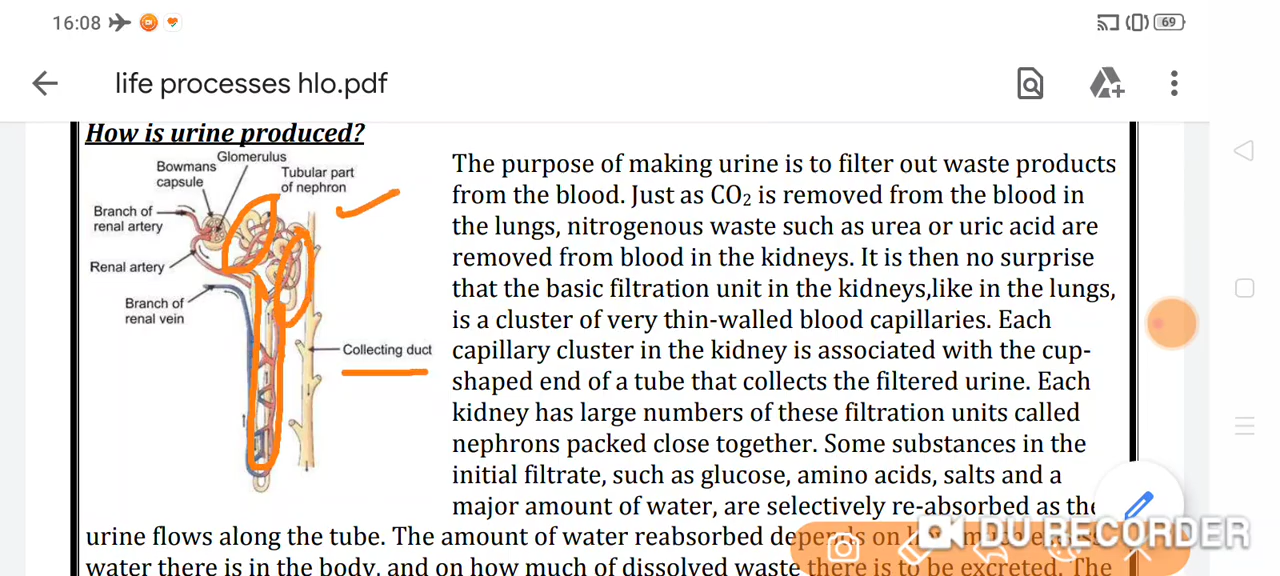 16:08
69
life processes hlo.pdf
How is urine produced?
Glomerulus
Bowmans
capsule
Tubular part
of nephron
Branch of
renal artery
Renal artery
Branch of
renal vein
Collecting duct
The purpose of making urine is to filter out waste products
from the blood. Just as CO2 is removed from the blood in
the lungs, nitrogenous waste such as urea or uric acid are
removed from blood in the kidneys. It is then no surprise
that the basic filtration unit in the kidneys,like in the lungs,
is a cluster of very thin-walled blood capillaries. Each
capillary cluster in the kidney is associated with the cup-
shaped end of a tube that collects the filtered urine. Each
kidney has large numbers of these filtration units called
nephrons packed close together. Some substances in the
initial filtrate, such as glucose, amino acids, salts and a
major amount of water, are selectively re-absorbed as the
urine flows along the tube. The amount of water reabsorbed depends on
water there is in the body, and on how much of dissolved waste there is to be excreted. The
DU RECORDER